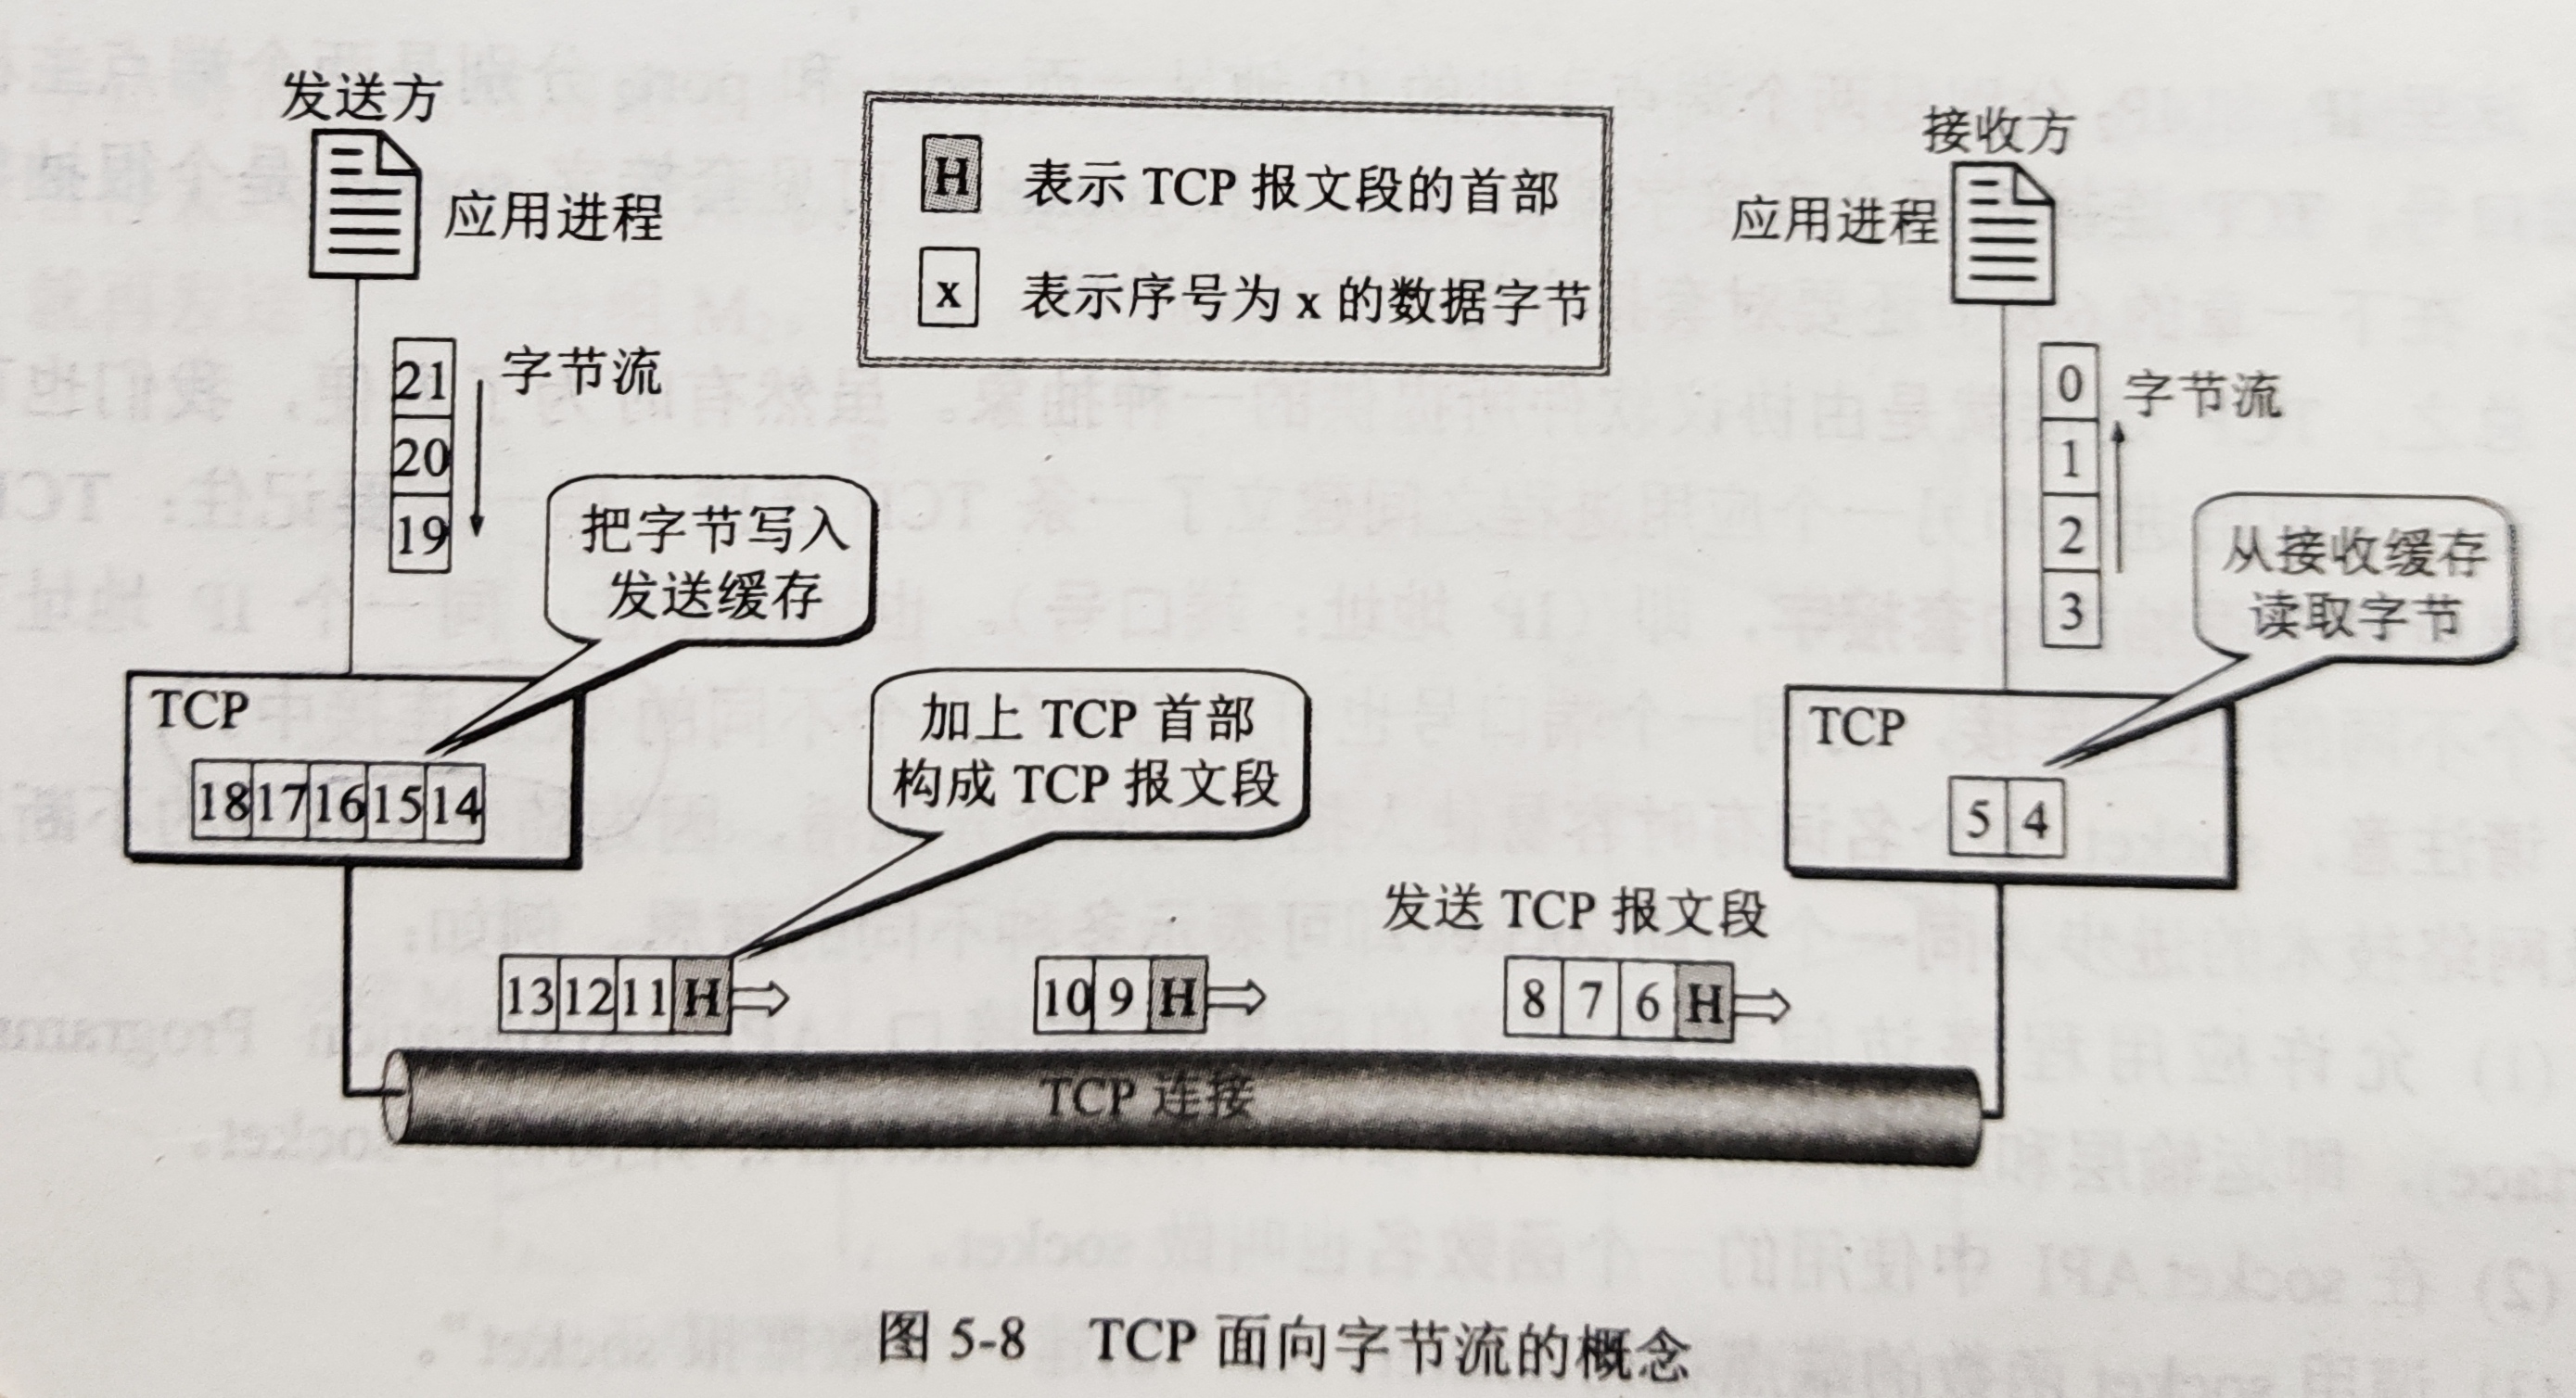 发送方
应用进程
H 表示 TCP 报文段的首部
x 表示序号为 x 的数据字节
接收方
应用进程
21
20
19
字节流
把字节写入
发送缓存
0
1
2
3
字节流
从接收缓存
读取字节
TCP
18 17 16 15 14
加上 TCP 首部
构成 TCP 报文段
TCP
5 4
发送 TCP 报文段
13 12 11 H
10 9 H
8 7 6 H
TCP 连接
图 5-8 TCP 面向字节流的概念